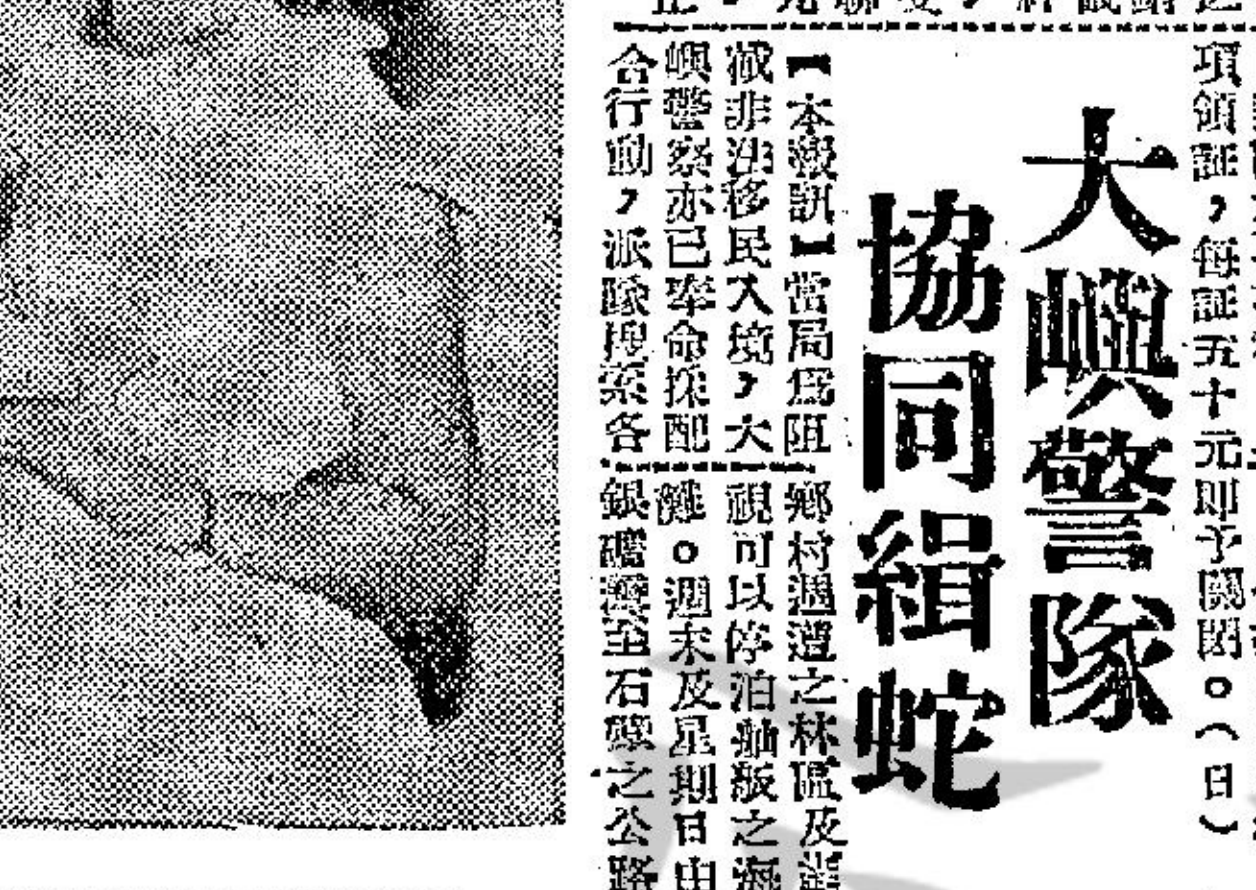 項領証，每証五十元則予關閉。（日）
大嶼警隊
協同緝蛇
【本報訊】當局爲阻
截非法移民入境，大
嶼警察亦已奉命採配
合行動，派隊搜索各
鄉村週遭之林區及
視可以停泊舢舨之海
灘。週末及星期日由
銀礦灣至石壁之公路